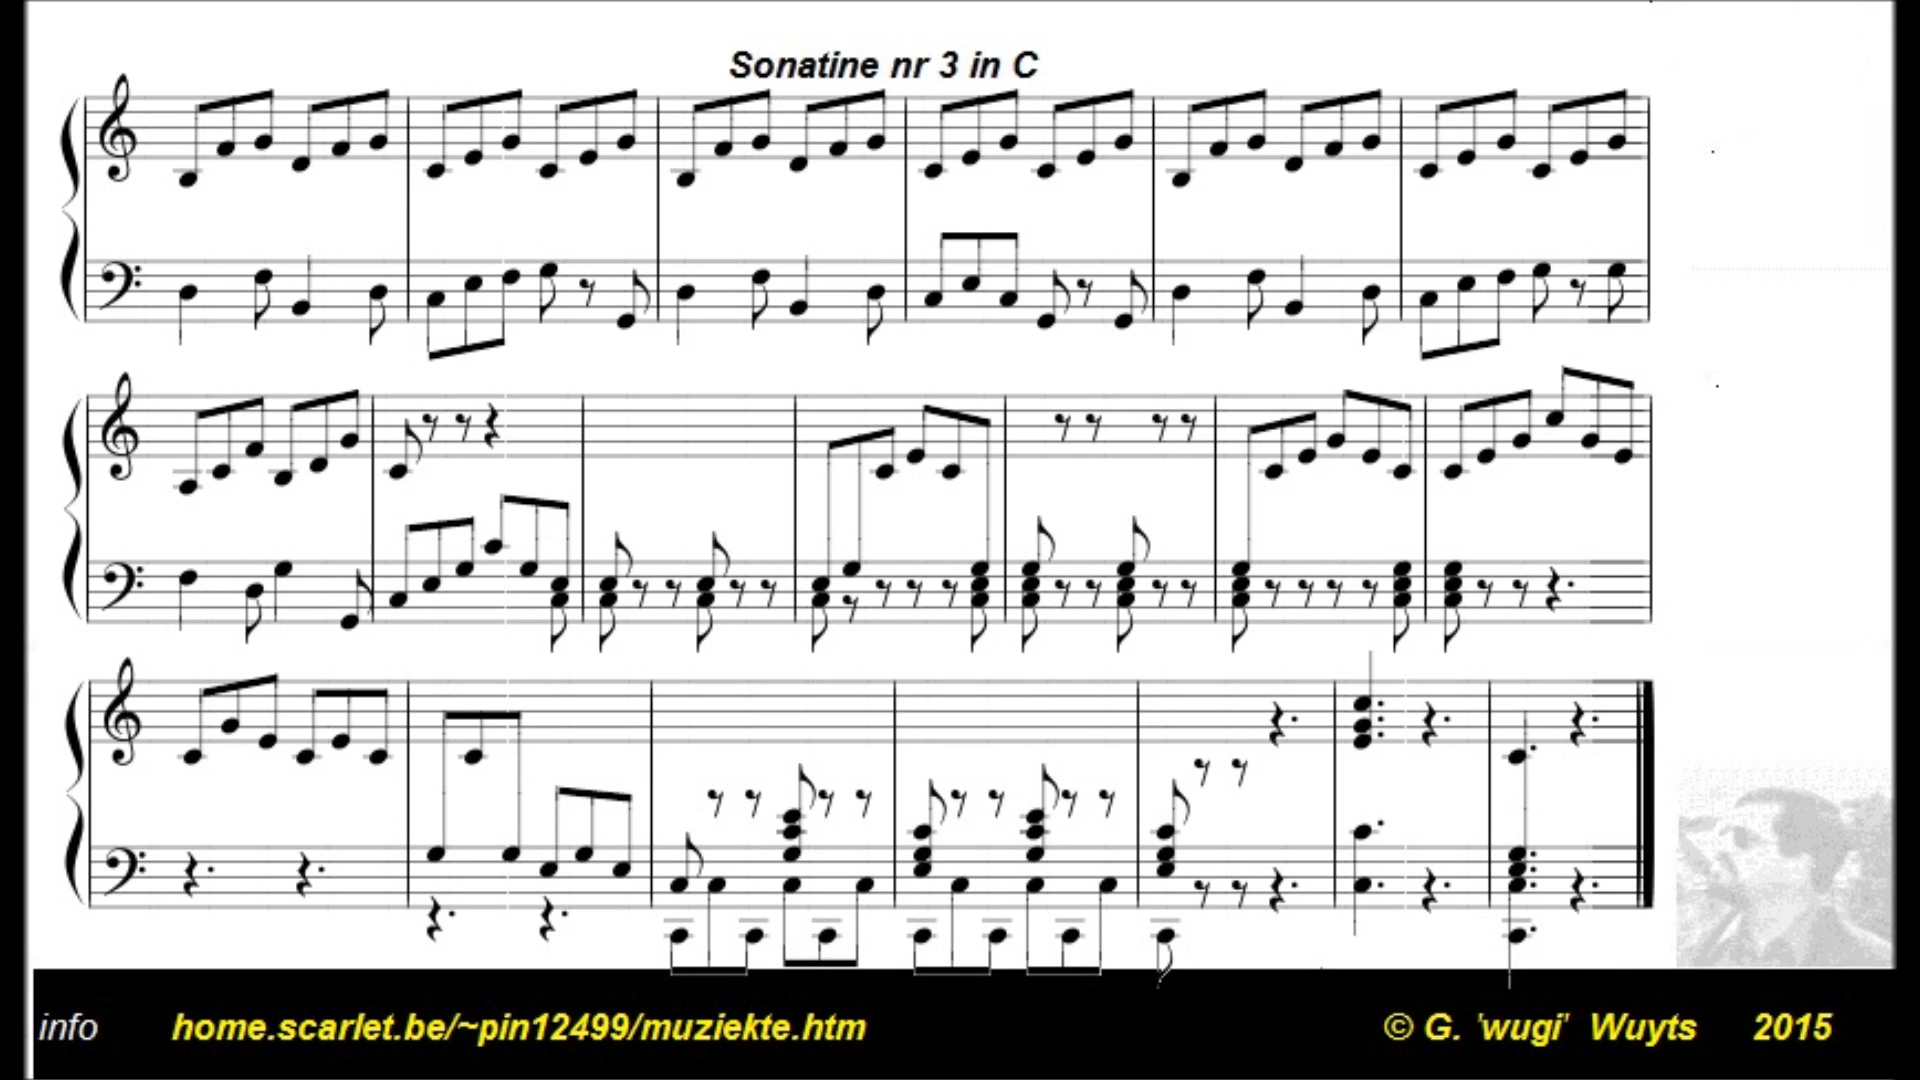 Sonatine nr 3 in C
info home.scarlet.be/~pin12499/muziekte.htm © G. 'wugi' Wuyts 2015